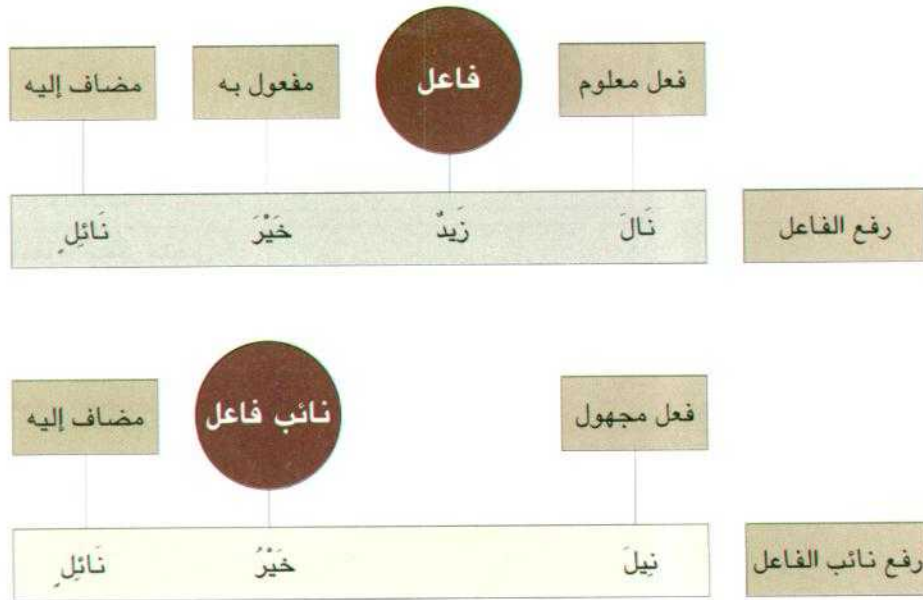 فعل معلوم فاعل مفعول به مضاف إليه
رفع الفاعل نَالَ زَيدٌ خَيْرَ نَائِلٍ
فعل مجهول نائب فاعل مضاف إليه
رفع نائب الفاعل نِيلَ خَيْرُ نَائِلٍ